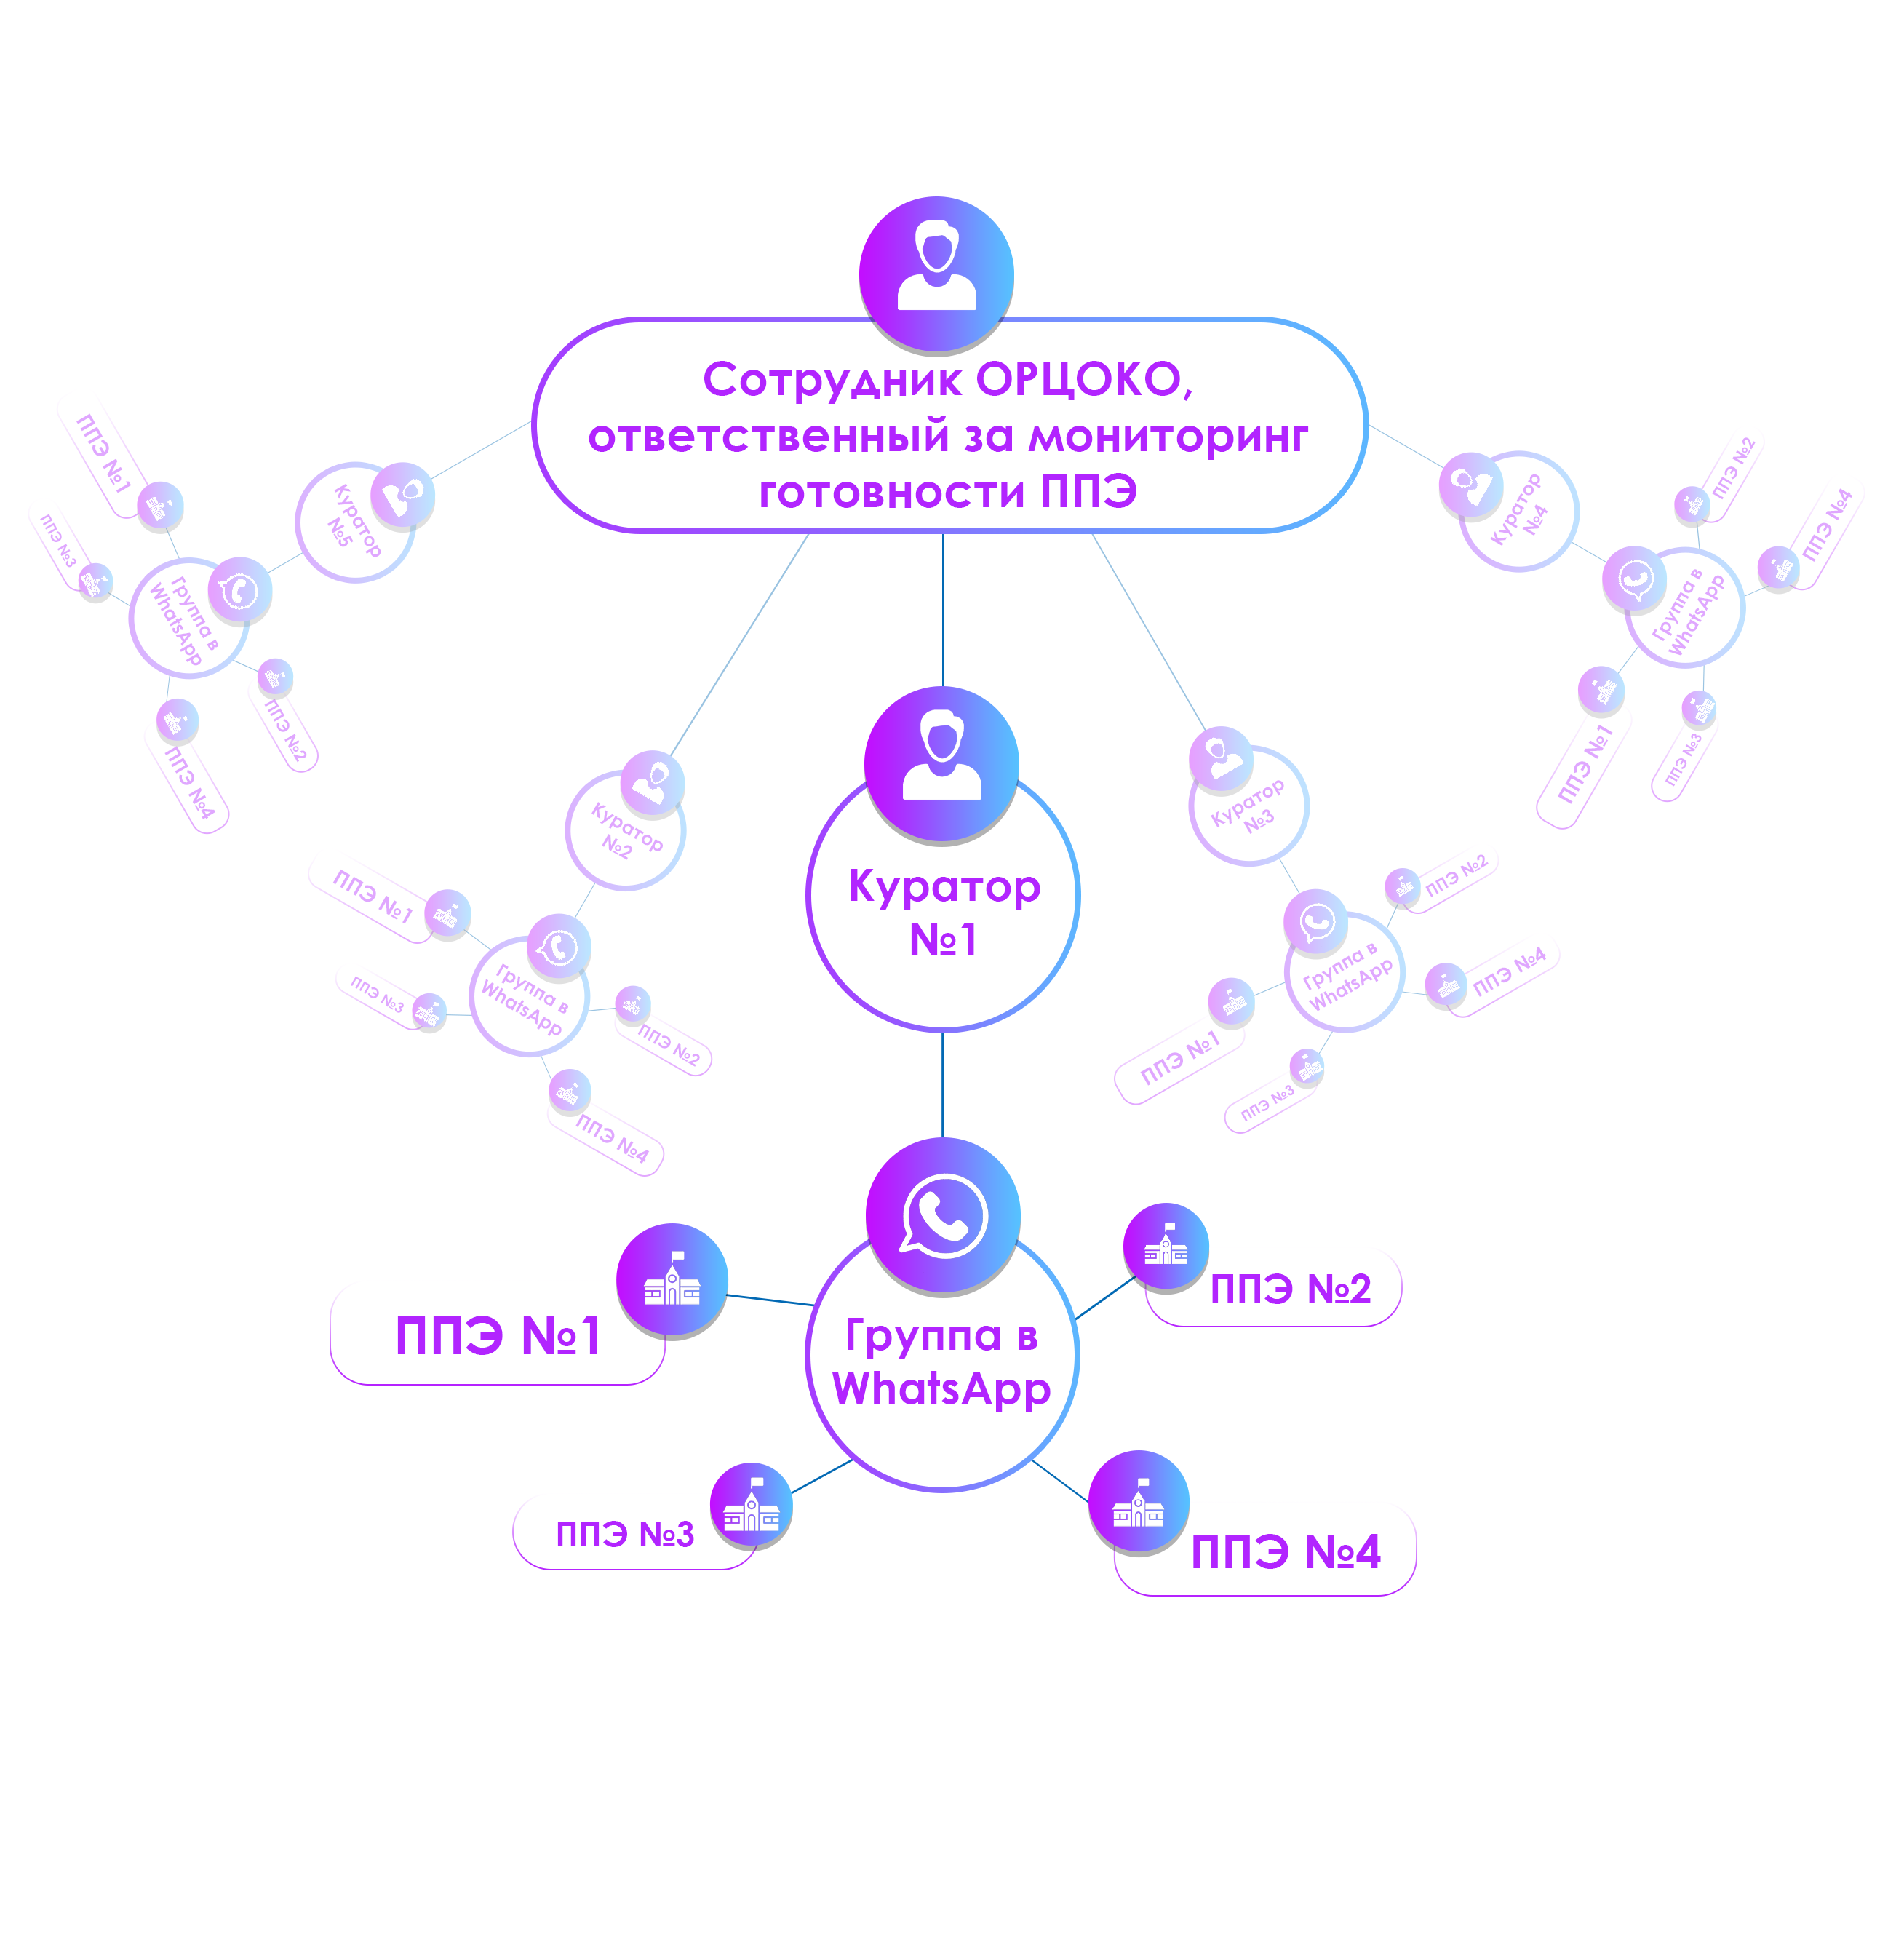 Сотрудник ОРЦОКО,
ответственный за мониторинг
готовности ППЭ
Куратор
№5
Группа в
WhatsApp
ППЭ №1
ППЭ №3
ППЭ №2
ППЭ №4
Куратор
№2
Группа в
WhatsApp
ППЭ №1
ППЭ №3
ППЭ №2
ППЭ №4
Куратор
№1
Группа в
WhatsApp
ППЭ №1
ППЭ №2
ППЭ №3
ППЭ №4
Куратор
№3
Группа в
WhatsApp
ППЭ №2
ППЭ №4
ППЭ №1
ППЭ №3
Куратор
№4
Группа в
WhatsApp
ППЭ №2
ППЭ №4
ППЭ №1
ППЭ №3